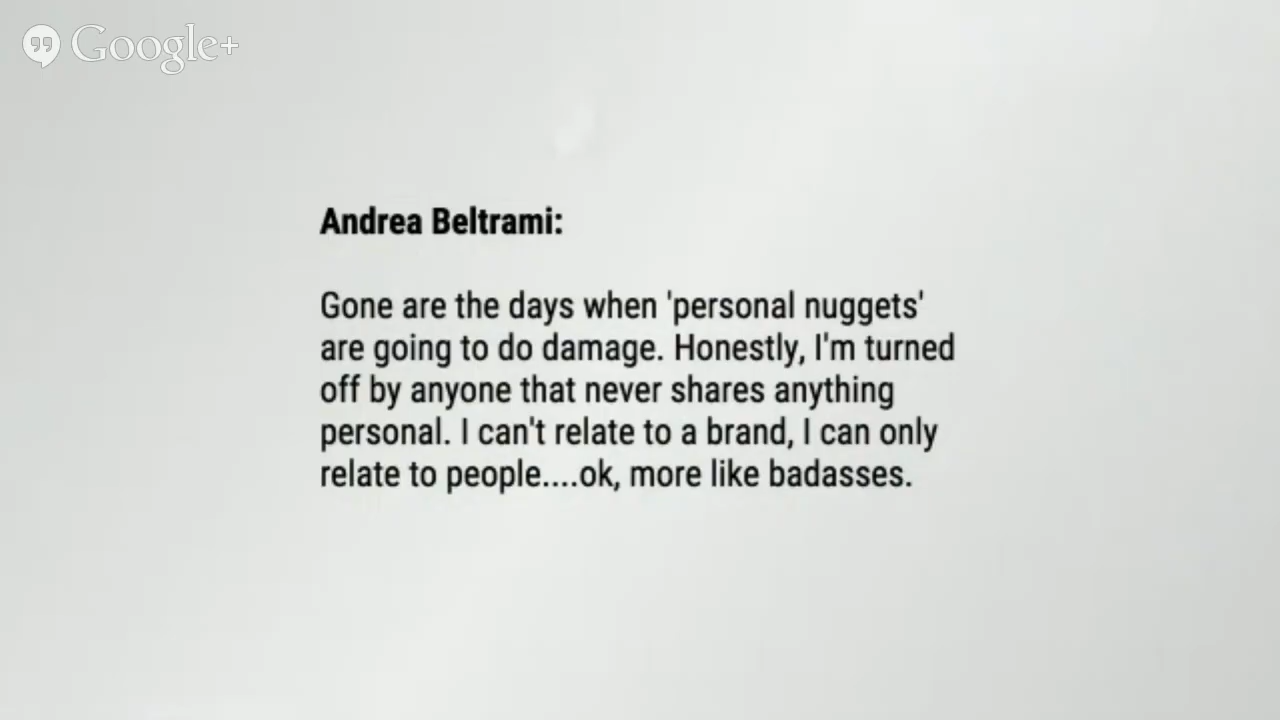 Google+
Andrea Beltrami:
Gone are the days when 'personal nuggets'
are going to do damage. Honestly, I'm turned
off by anyone that never shares anything
personal. I can't relate to a brand, I can only
relate to people....ok, more like badasses.